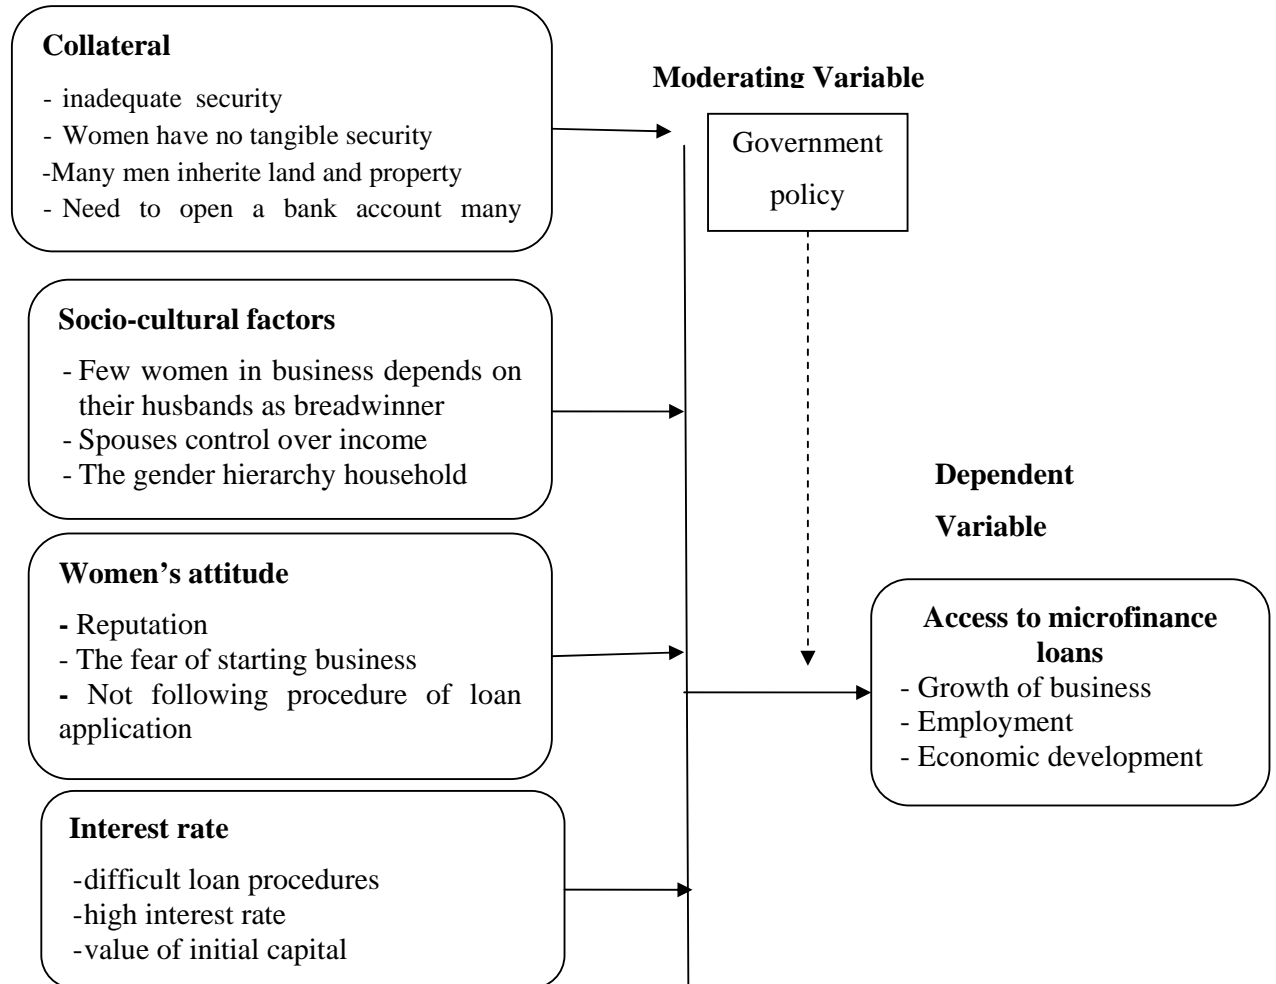 Collateral
- inadequate security
- Women have no tangible security
-Many men inherite land and property
- Need to open a bank account many
Socio-cultural factors
- Few women in business depends on
their husbands as breadwinner
- Spouses control over income
- The gender hierarchy household
Women’s attitude
- Reputation
- The fear of starting business
- Not following procedure of loan
application
Interest rate
-difficult loan procedures
-high interest rate
-value of initial capital
Moderating Variable
Government
policy
Dependent
Variable
Access to microfinance
loans
- Growth of business
- Employment
- Economic development